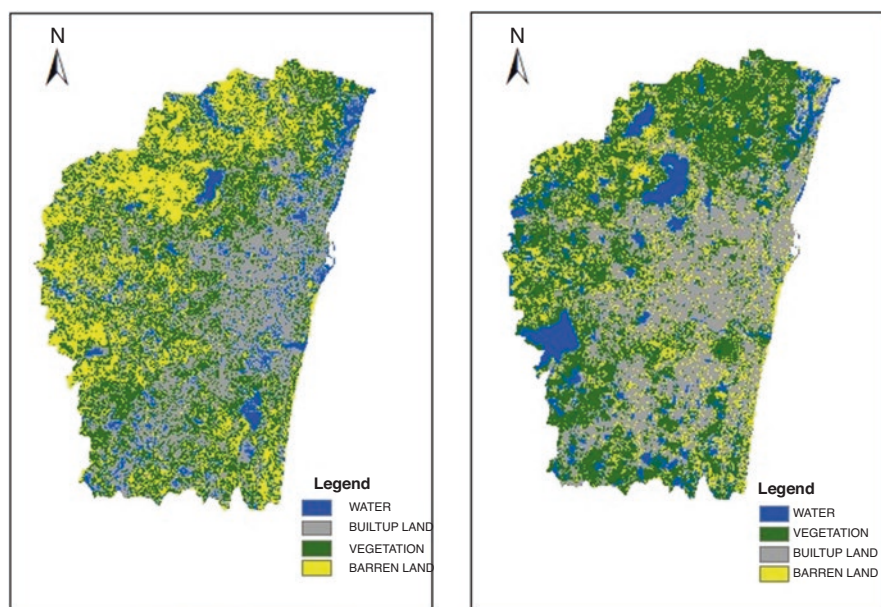 N
Legend
WATER
BUILTUP LAND
VEGETATION
BARREN LAND
N
Legend
WATER
VEGETATION
BUILTUP LAND
BARREN LAND